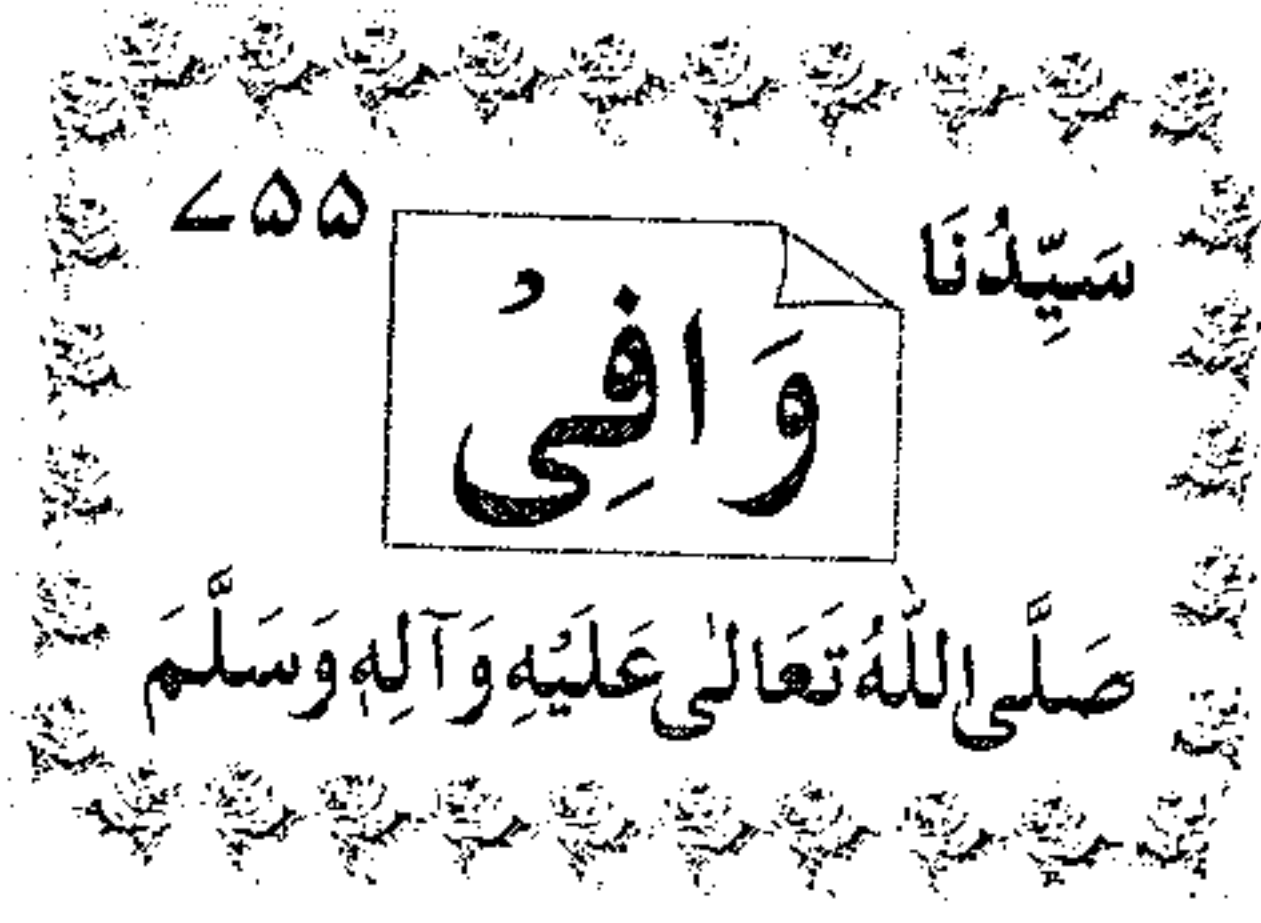 سَيِّدُنَا ۷۵۵
وَافِیْ
صَلَّی اللّٰهُ تَعَالٰی عَلَيْهِ وَآلِهٖ وَسَلَّمَ